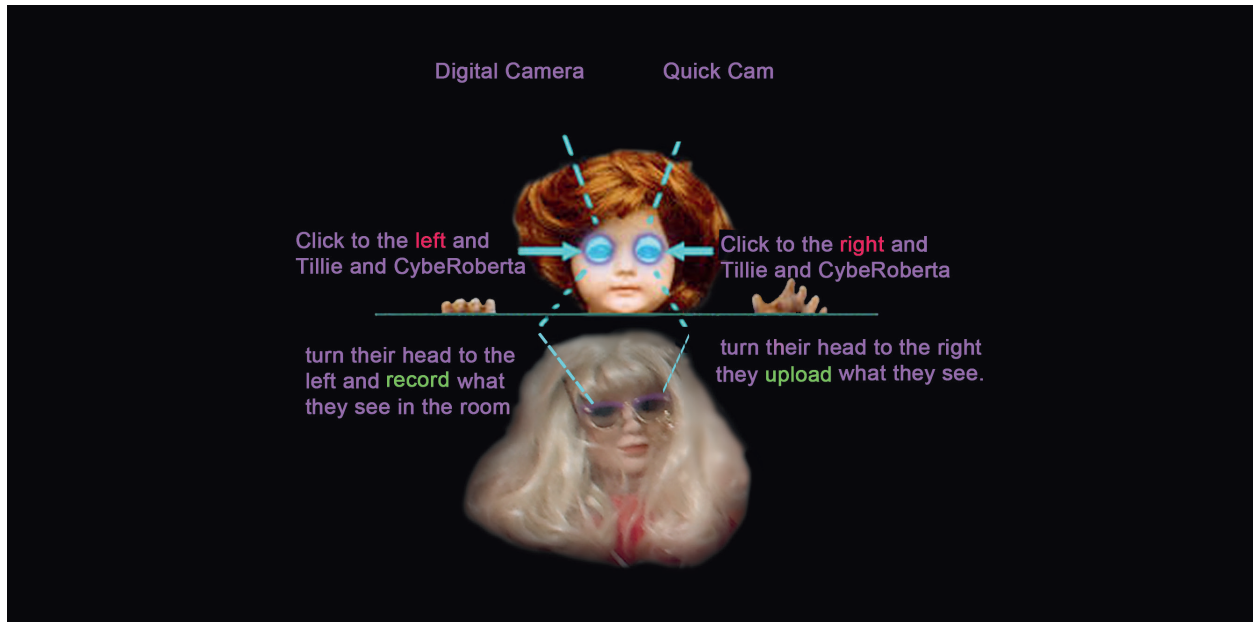 Digital Camera
Quick Cam
Click to the left and
Tillie and CybeRoberta
Click to the right and
Tillie and CybeRoberta
turn their head to the
left and record what
they see in the room
turn their head to the right
they upload what they see.